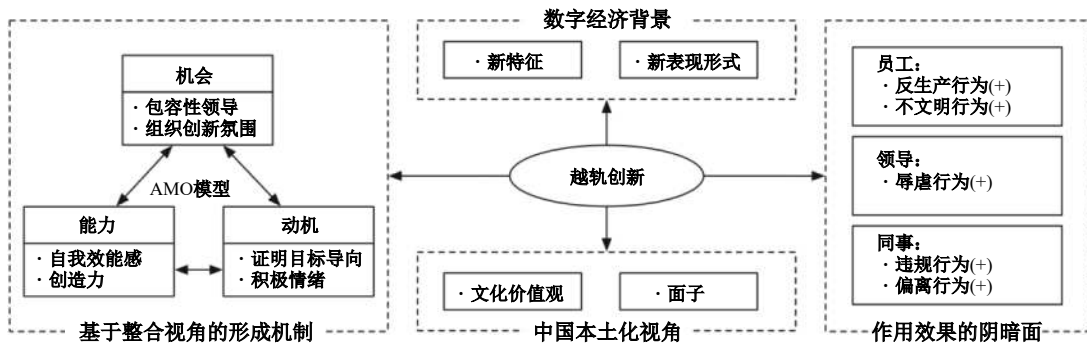 机会
· 包容性领导
· 组织创新氛围
AMO模型
能力
· 自我效能感
· 创造力
动机
· 证明目标导向
· 积极情绪
基于整合视角的形成机制
数字经济背景
· 新特征
· 新表现形式
越轨创新
· 文化价值观
· 面子
中国本土化视角
员工:
· 反生产行为(+)
· 不文明行为(+)
领导:
· 辱虐行为(+)
同事:
· 违规行为(+)
· 偏离行为(+)
作用效果的阴暗面